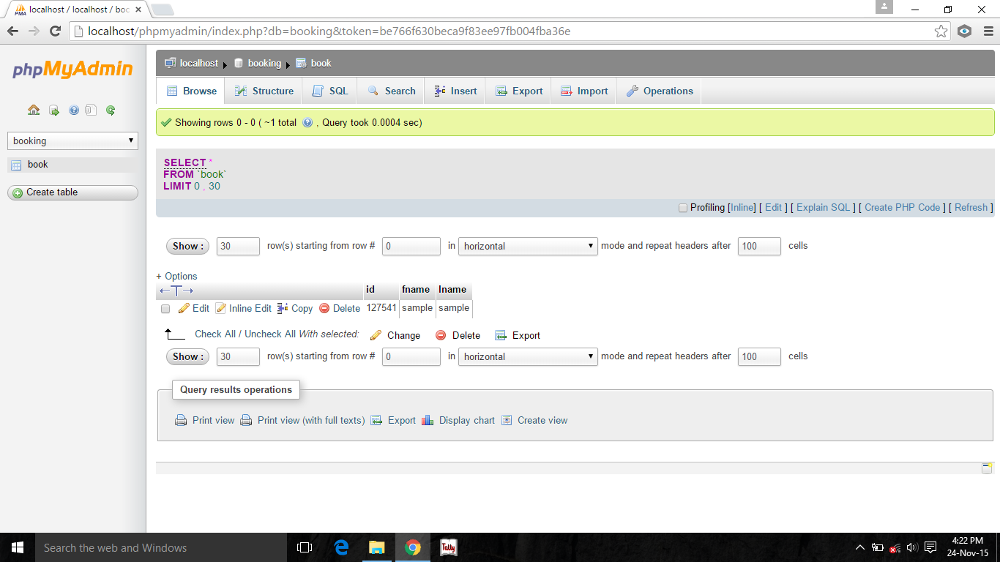 localhost / localhost / boc
localhost/phpmyadmin/index.php?db=booking&token=be766f630beca9f83ee97fb004fba36e
phpMyAdmin
booking
book
Create table
localhost booking book
Browse Structure SQL Search Insert Export Import Operations
Showing rows 0 - 0 ( ~1 total , Query took 0.0004 sec)
SELECT *
FROM `book`
LIMIT 0 , 30
Profiling [Inline] [ Edit ] [ Explain SQL ] [ Create PHP Code ] [ Refresh ]
Show : 30 row(s) starting from row # 0 in horizontal mode and repeat headers after 100 cells
+ Options
←T→ id fname lname
Edit Inline Edit Copy Delete 127541 sample sample
Check All / Uncheck All With selected: Change Delete Export
Show : 30 row(s) starting from row # 0 in horizontal mode and repeat headers after 100 cells
Query results operations
Print view Print view (with full texts) Export Display chart Create view
Search the web and Windows
Tally
4:22 PM
24-Nov-15